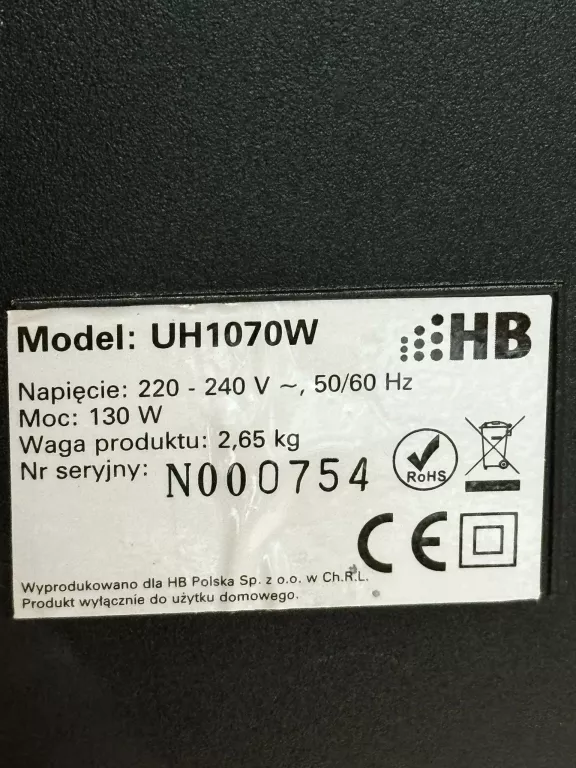 Model: UH1070W
HB
Napięcie: 220 - 240 V ~, 50/60 Hz
Moc: 130 W
Waga produktu: 2,65 kg
Nr seryjny: N000754
RoHS
CE
Wyprodukowano dla HB Polska Sp. z o.o. w Ch.R.L.
Produkt wyłącznie do użytku domowego.